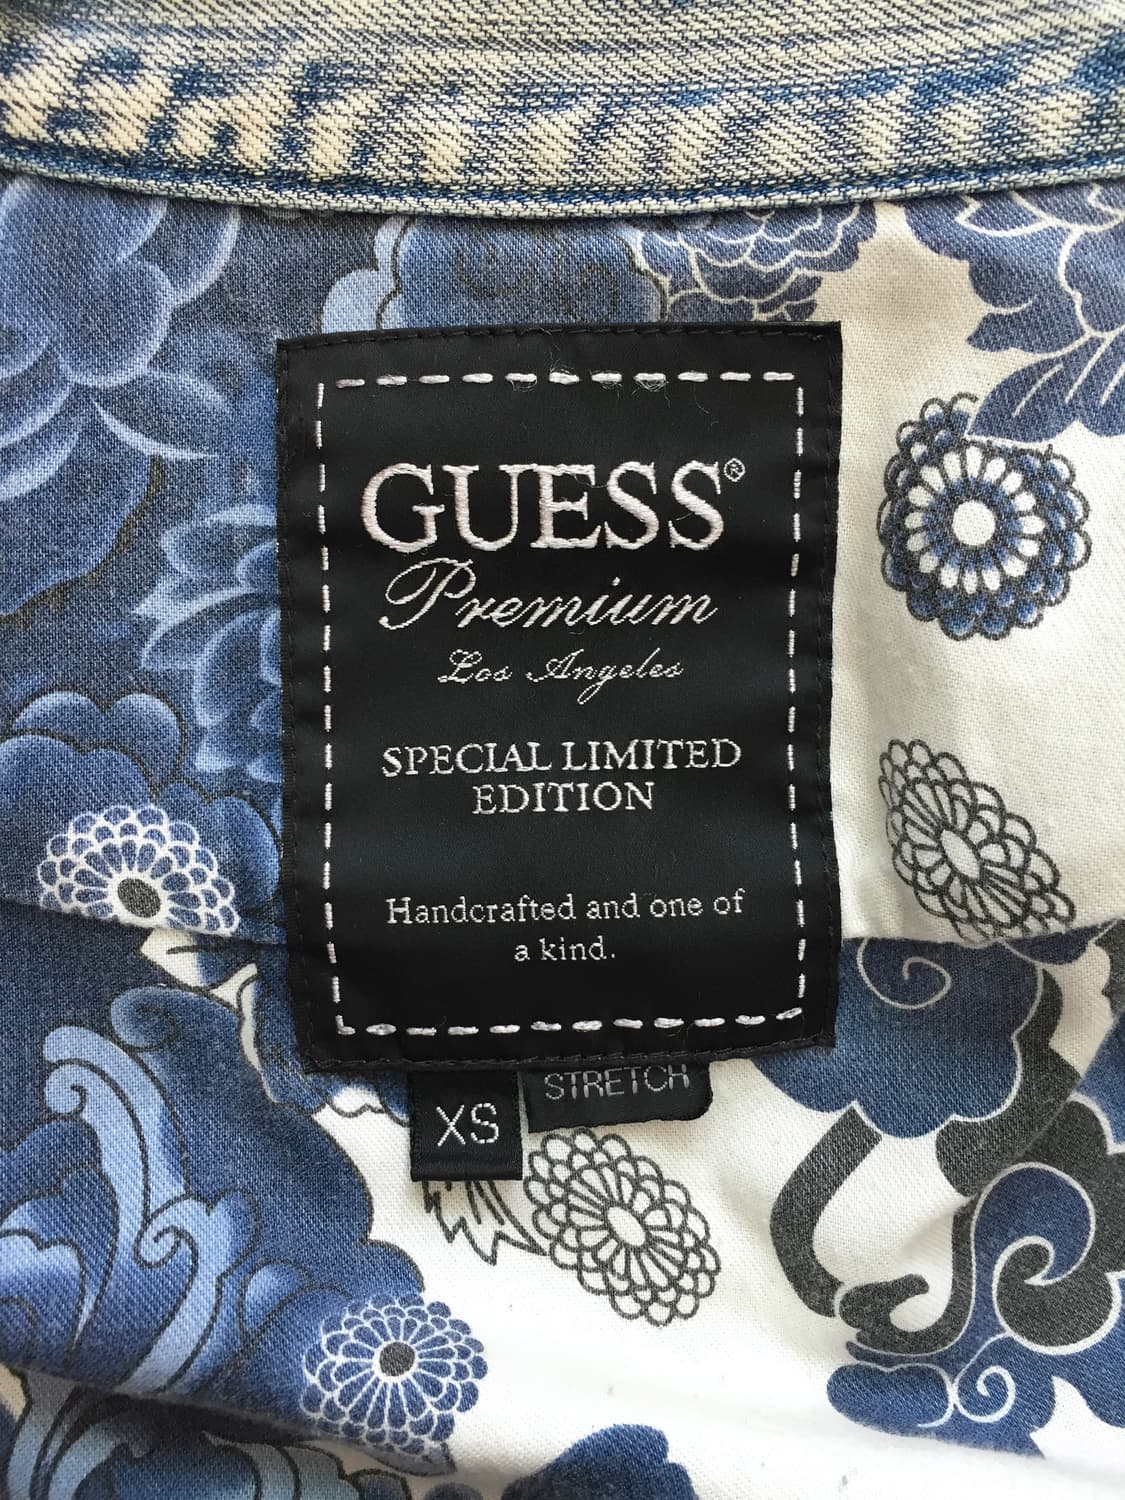 GUESS®
Premium
Los Angeles
SPECIAL LIMITED
EDITION
Handcrafted and one of
a kind.
STRETCH
XS